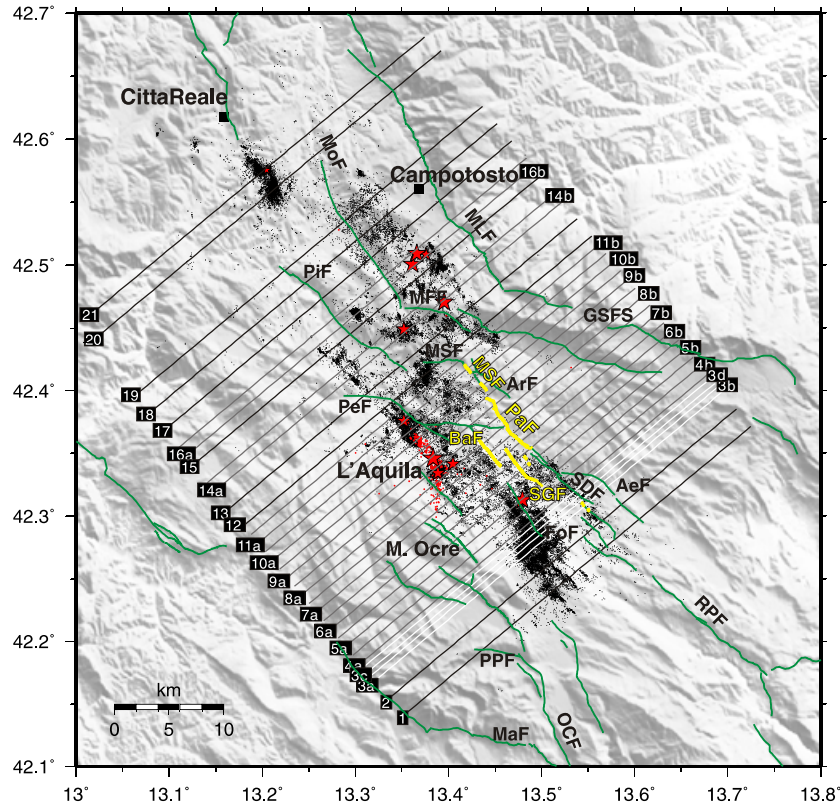 42.7˚
CittaReale
42.6˚
MoF
Campotosto
16b
14b
MLF
11b
10b
9b
8b
7b
6b
5b
4b
3d
3b
42.5˚
PiF
MFF
GSFS
21
20
MSF
MSF
ArF
42.4˚
19
18
17
16a
15
14a
13
12
11a
10a
9a
8a
7a
6a
5a
4a
3c
3a
2
1
PeF
PaF
BaF
L'Aquila
SGF
SDF
AeF
42.3˚
FoF
M. Ocre
RPF
42.2˚
PPF
OCF
MaF
km
0 5 10
42.1˚
13˚ 13.1˚ 13.2˚ 13.3˚ 13.4˚ 13.5˚ 13.6˚ 13.7˚ 13.8˚